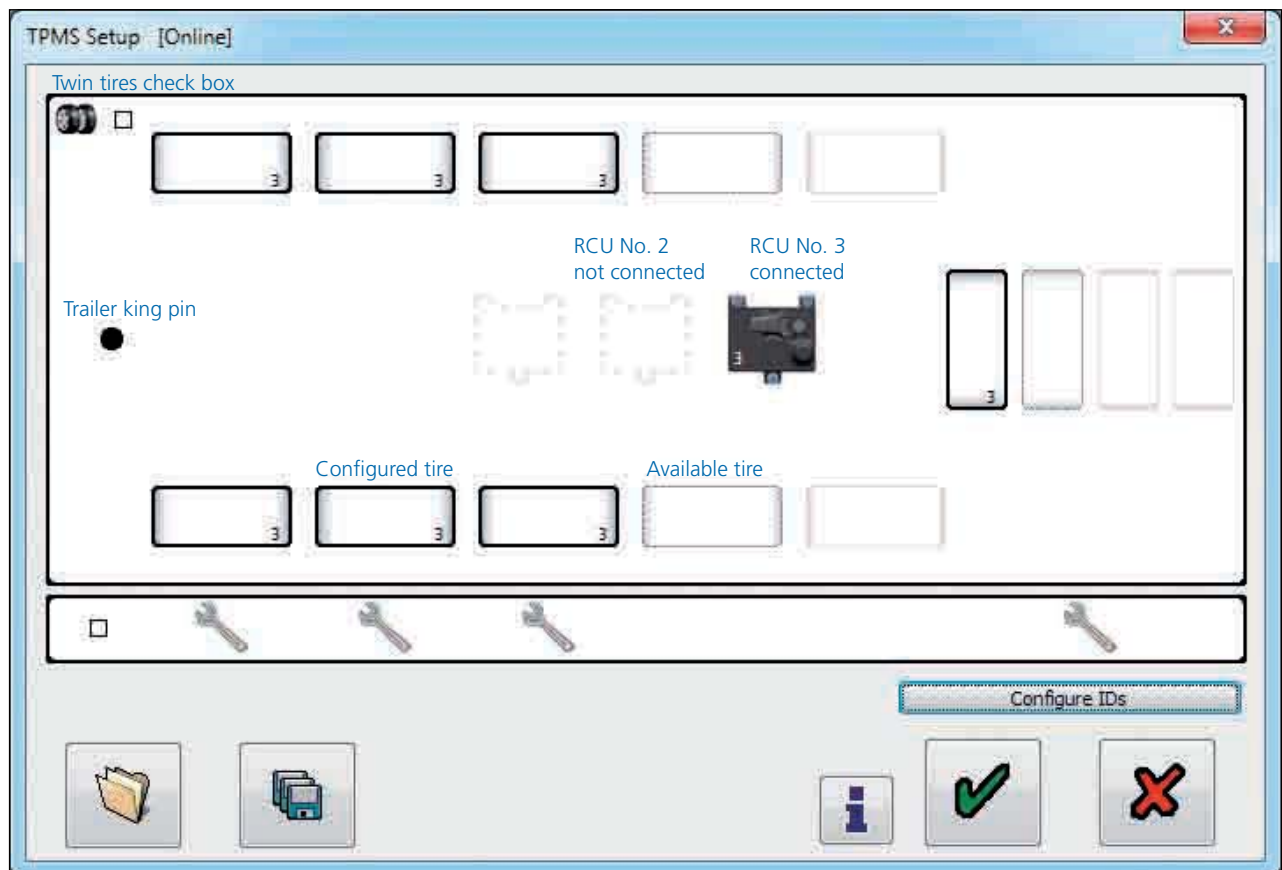 TPMS Setup [Online]
Twin tires check box
3
3
3
RCU No. 2
not connected
RCU No. 3
connected
Trailer king pin
3
3
Configured tire
Available tire
3
3
3
Configure IDs